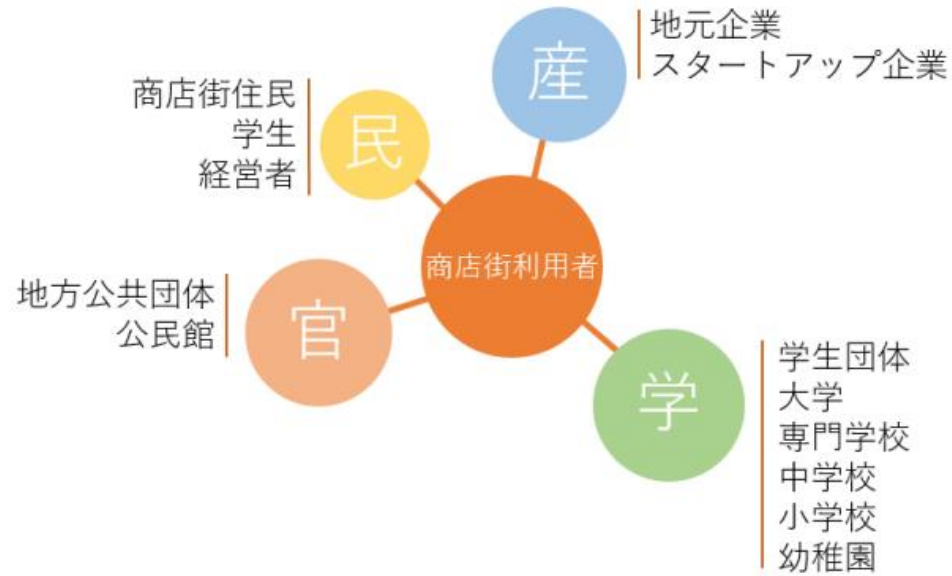 産
地元企業
スタートアップ企業
民
商店街住民
学生
経営者
商店街利用者
官
地方公共団体
公民館
学
学生団体
大学
専門学校
中学校
小学校
幼稚園